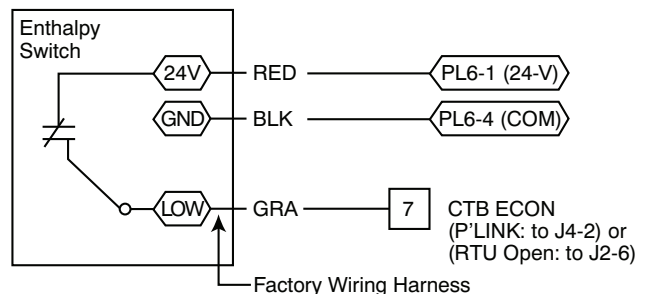 Enthalpy
Switch
24V RED PL6-1 (24-V)
GND BLK PL6-4 (COM)
LOW GRA 7 CTB ECON
(P'LINK: to J4-2) or
(RTU Open: to J2-6)
Factory Wiring Harness